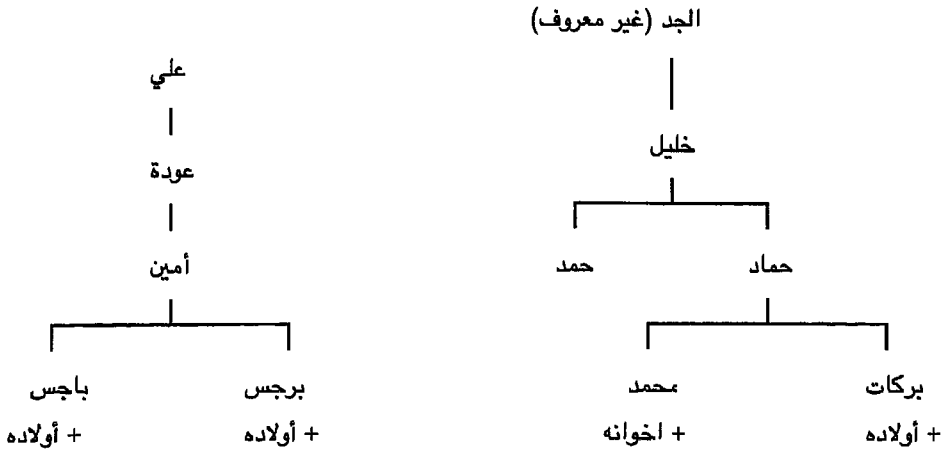 الجد (غير معروف)
خليل
حماد
حمد
بركات
+ أولاده
محمد
+ اخوانه
علي
عودة
أمين
برجس
+ أولاده
باجس
+ أولاده